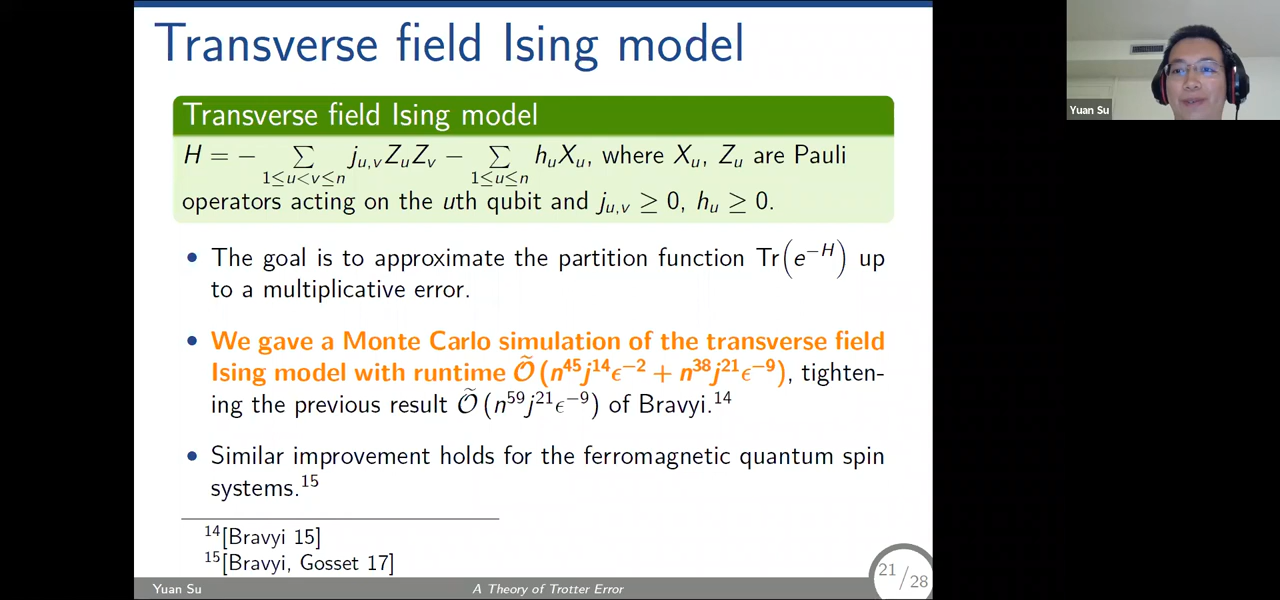 Transverse field Ising model
Transverse field Ising model
H = − ∑ j_{u,v} Z_u Z_v − ∑ h_u X_u, where X_u, Z_u are Pauli
1≤u<v≤n 1≤u≤n
operators acting on the uth qubit and j_{u,v} ≥ 0, h_u ≥ 0.
• The goal is to approximate the partition function Tr(e^{−H}) up
to a multiplicative error.
• We gave a Monte Carlo simulation of the transverse field
Ising model with runtime Õ(n^{45}j^{14}ϵ^{−2} + n^{38}j^{21}ϵ^{−9}), tighten-
ing the previous result Õ(n^{59}j^{21}ϵ^{−9}) of Bravyi.^{14}
• Similar improvement holds for the ferromagnetic quantum spin
systems.^{15}
^{14}[Bravyi 15]
^{15}[Bravyi, Gosset 17]
Yuan Su
A Theory of Trotter Error
21/28
Yuan Su